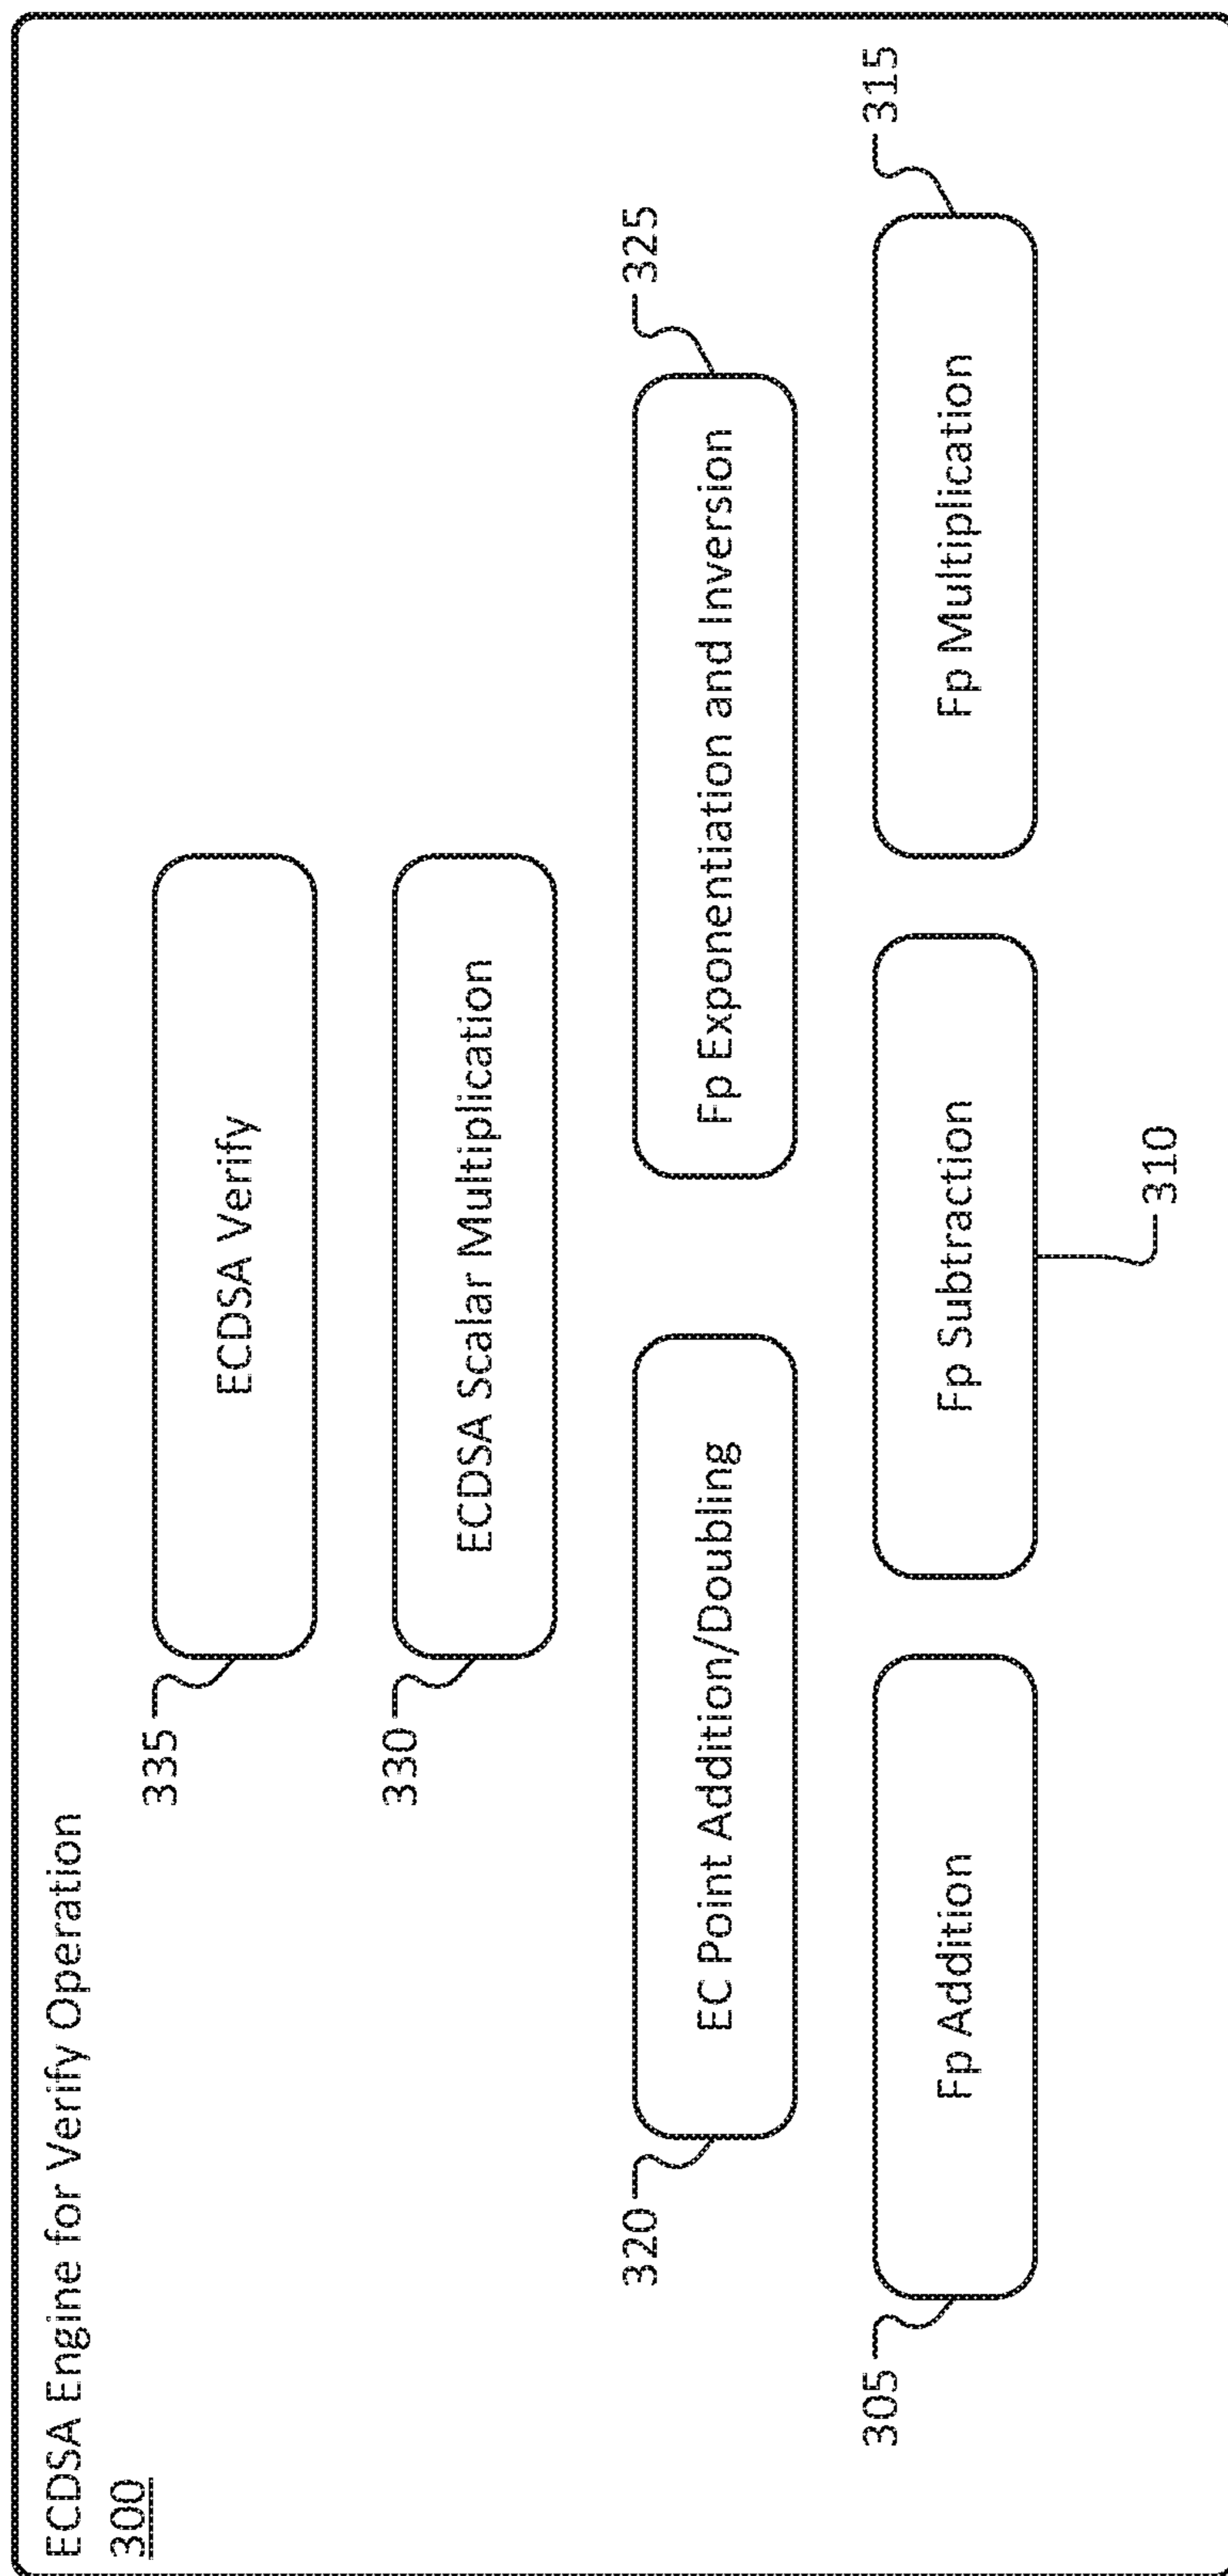 ECDSA Engine for Verify Operation
300
335
ECDSA Verify
330
ECDSA Scalar Multiplication
320
EC Point Addition/Doubling
Fp Exponentiation and Inversion
325
305
Fp Addition
Fp Subtraction
310
Fp Multiplication
315